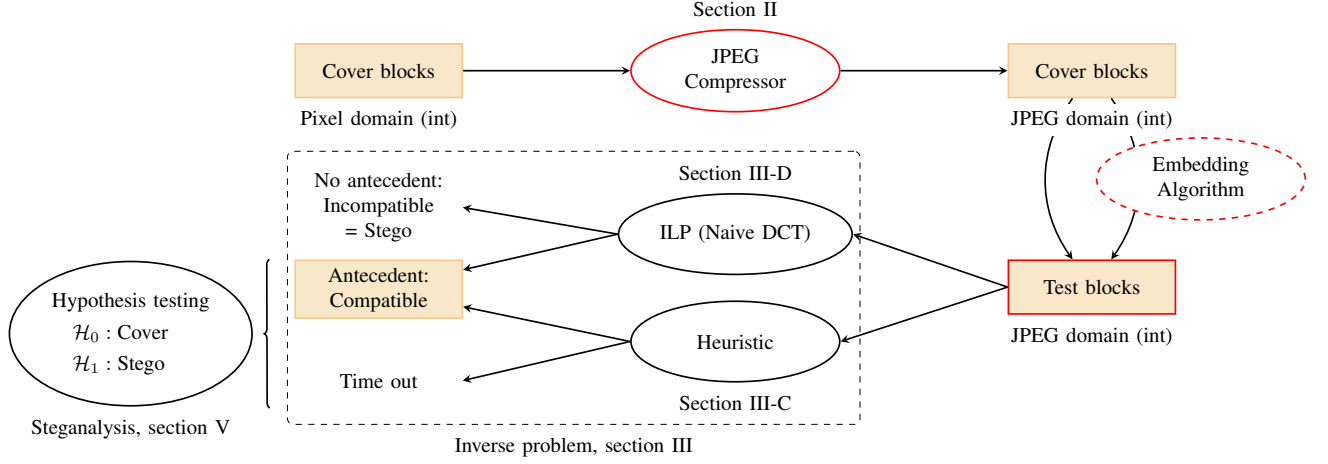 Section II
Cover blocks
JPEG
Compressor
Cover blocks
Pixel domain (int)
JPEG domain (int)
Embedding
Algorithm
No antecedent:
Incompatible
= Stego
Section III-D
ILP (Naive DCT)
Antecedent:
Compatible
Test blocks
JPEG domain (int)
Hypothesis testing
ℋ₀ : Cover
ℋ₁ : Stego
Heuristic
Time out
Section III-C
Steganalysis, section V
Inverse problem, section III